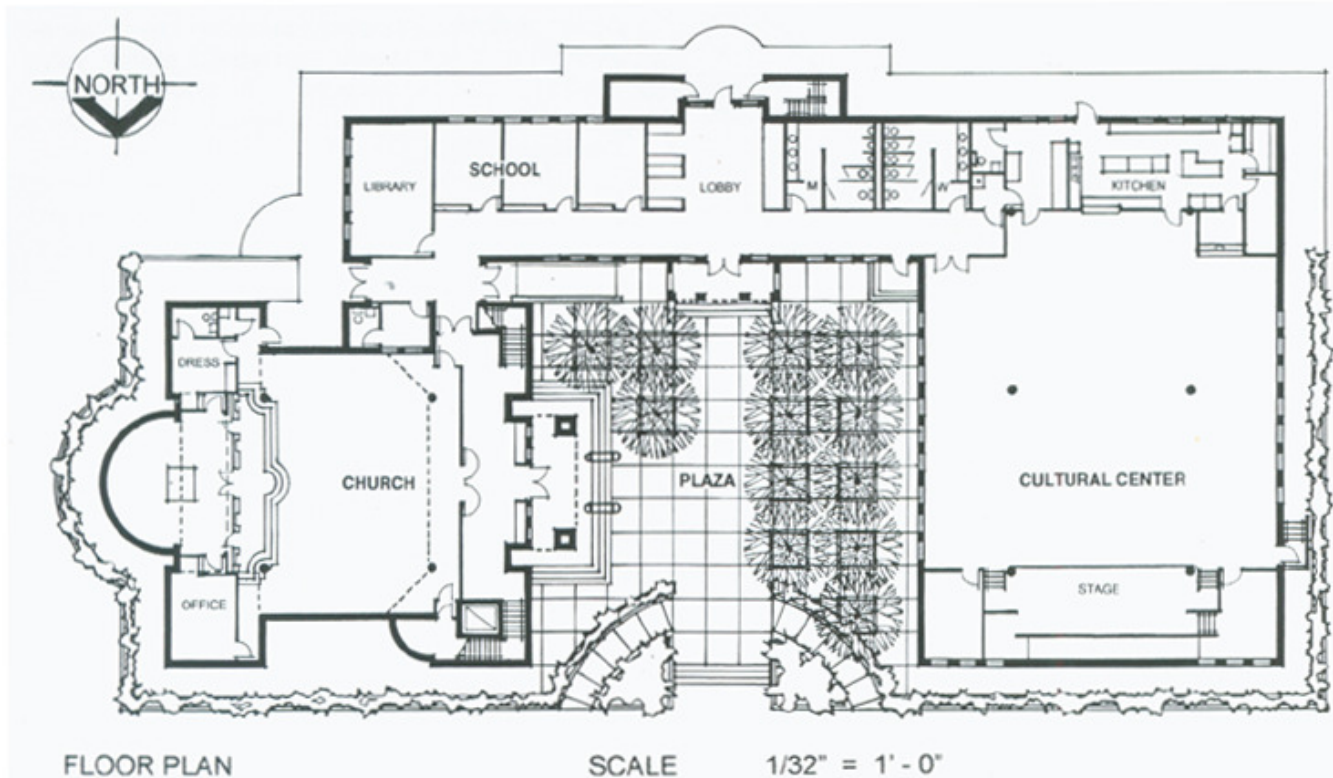 NORTH
LIBRARY
SCHOOL
LOBBY
M
W
KITCHEN
DRESS
CHURCH
PLAZA
CULTURAL CENTER
OFFICE
STAGE
FLOOR PLAN
SCALE 1/32" = 1' - 0"